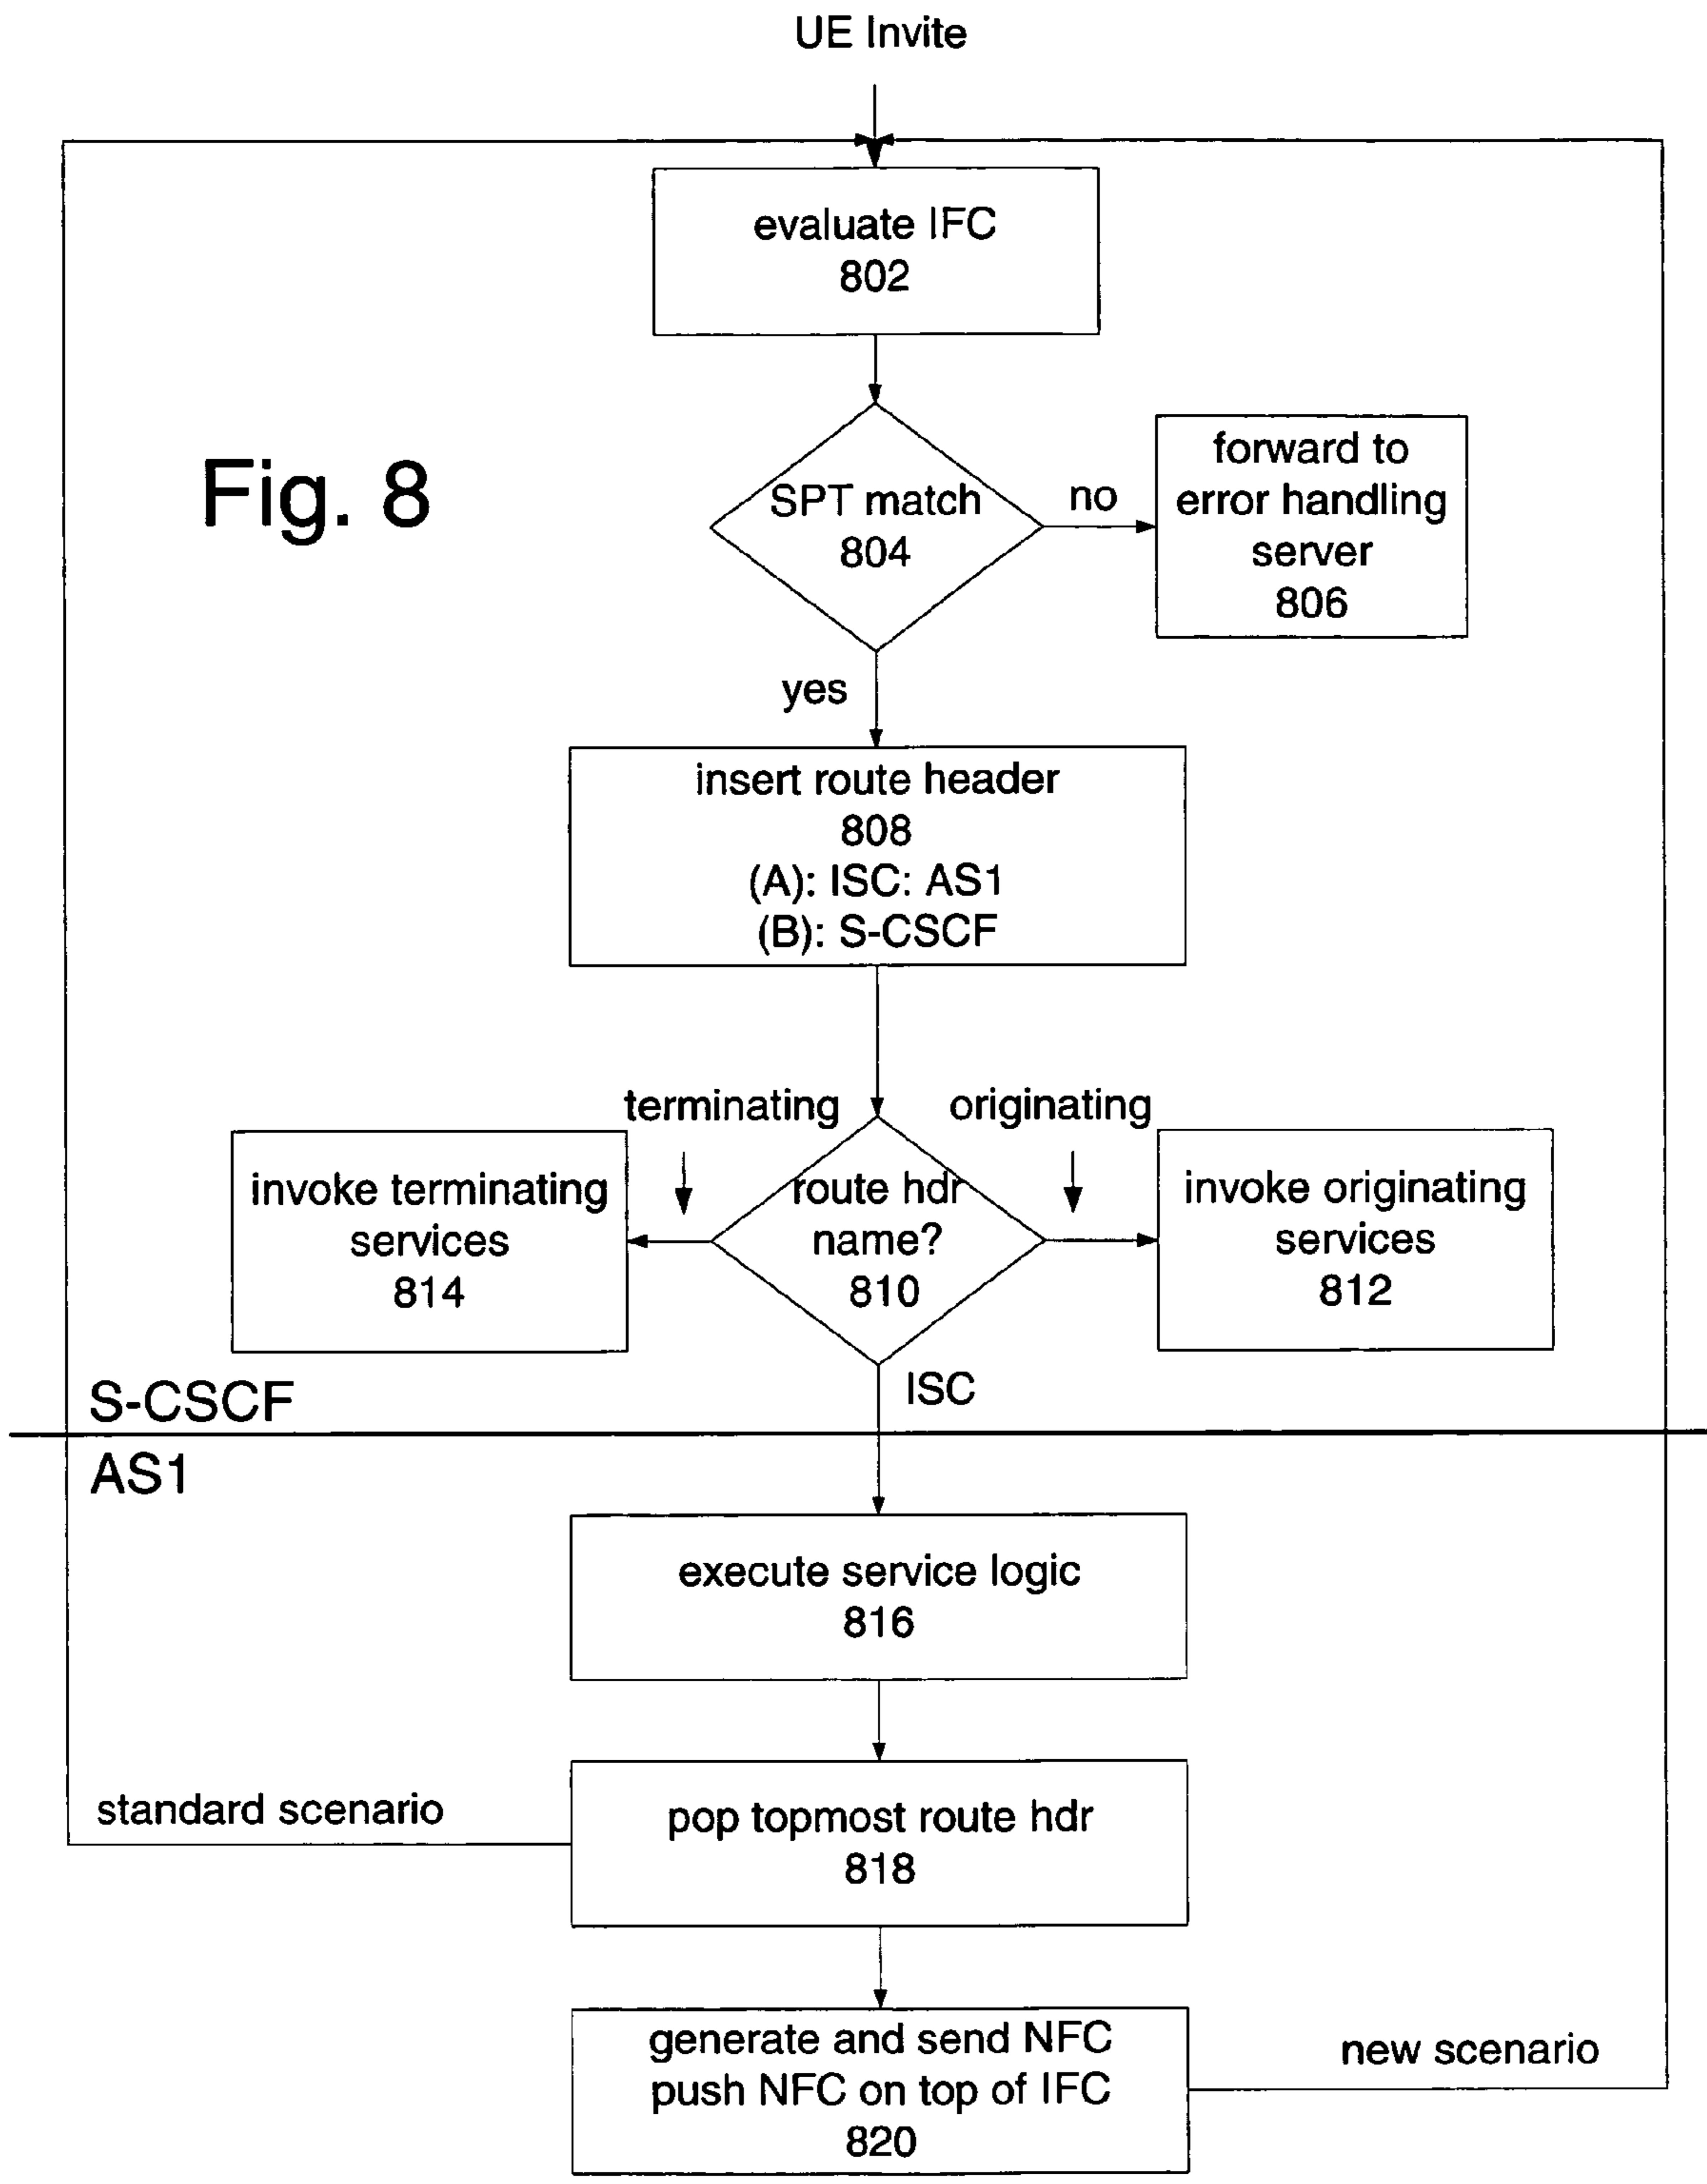 UE Invite
evaluate IFC
802
Fig. 8
SPT match
804
no
forward to
error handling
server
806
yes
insert route header
808
(A): ISC: AS1
(B): S-CSCF
terminating
originating
invoke terminating
services
814
route hdr
name?
810
invoke originating
services
812
ISC
S-CSCF
AS1
execute service logic
816
standard scenario
pop topmost route hdr
818
generate and send NFC
push NFC on top of IFC
820
new scenario